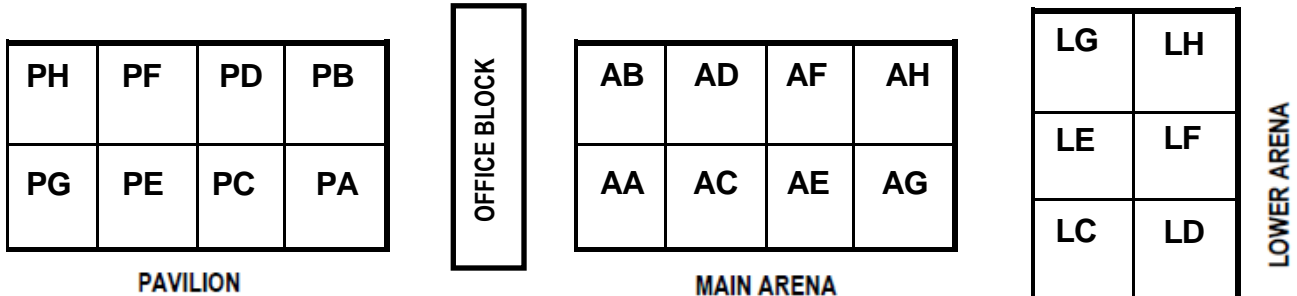 PH PF PD PB
PG PE PC PA
PAVILION
OFFICE BLOCK
AB AD AF AH
AA AC AE AG
MAIN ARENA
LG LH
LE LF
LC LD
LOWER ARENA